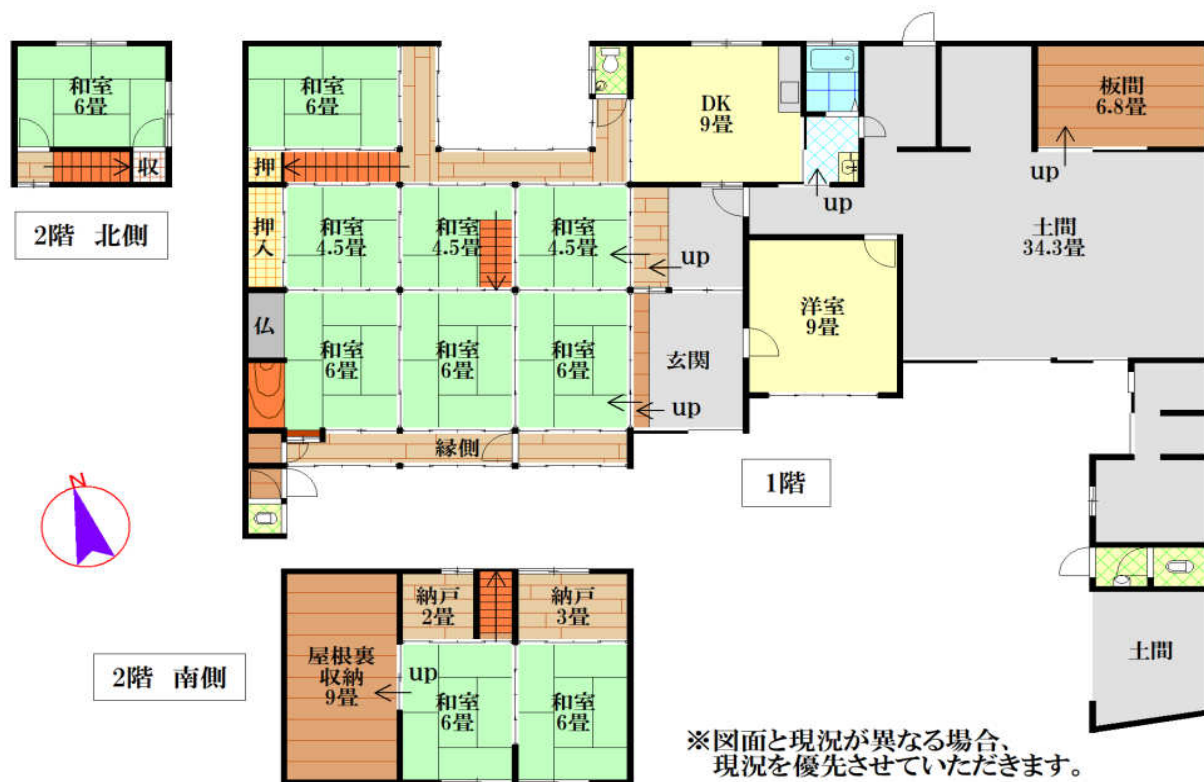 和室
6畳
収
2階 北側
和室
6畳
押
DK
9畳
板間
6.8畳
up
up
土間
34.3畳
押
入
和室
4.5畳
和室
4.5畳
和室
4.5畳
up
洋室
9畳
仏
和室
6畳
和室
6畳
和室
6畳
玄関
up
縁側
1階
N
納戸
2畳
納戸
3畳
屋根裏
収納
9畳
up
和室
6畳
和室
6畳
2階 南側
土間
※図面と現況が異なる場合、
現況を優先させていただきます。